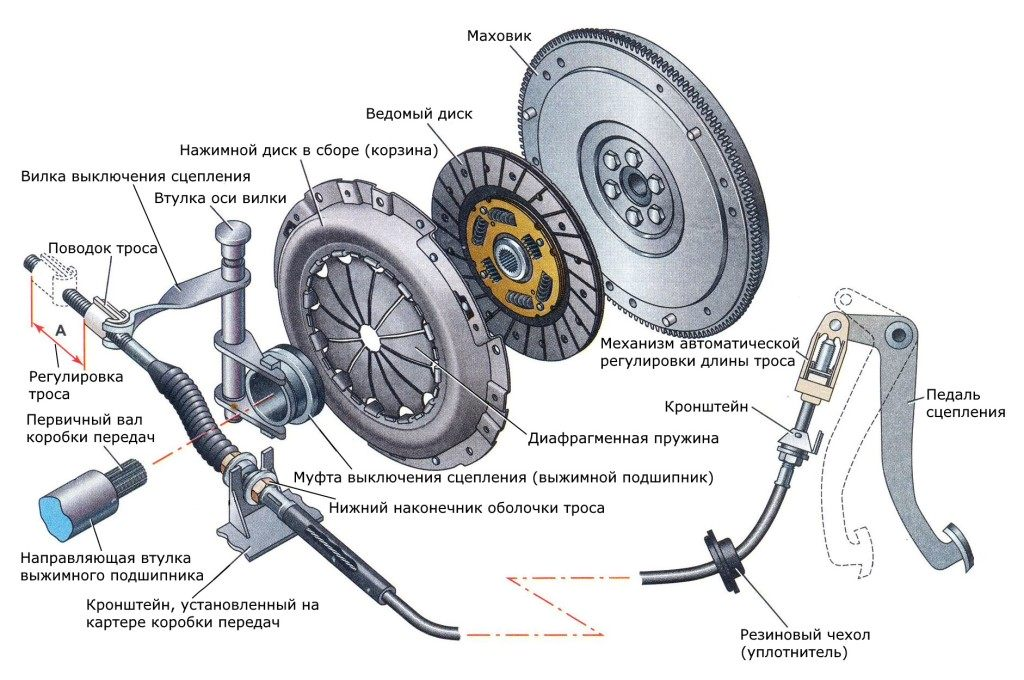 Маховик
Ведомый диск
Нажимной диск в сборе (корзина)
Вилка выключения сцепления
Втулка оси вилки
Поводок троса
A
Регулировка
троса
Механизм автоматической
регулировки длины троса
Педаль
сцепления
Кронштейн
Первичный вал
коробки передач
Диафрагменная пружина
Муфта выключения сцепления (выжимной подшипник)
Нижний наконечник оболочки троса
Направляющая втулка
выжимного подшипника
Кронштейн, установленный на
картере коробки передач
Резиновый чехол
(уплотнитель)